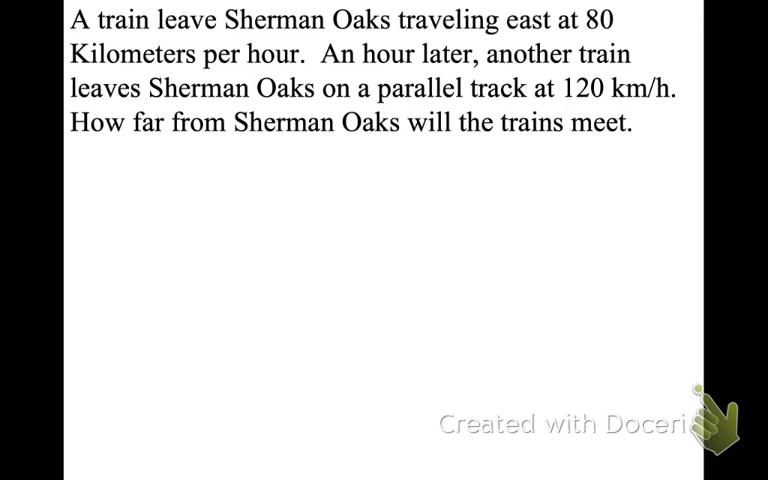 A train leave Sherman Oaks traveling east at 80
Kilometers per hour.  An hour later, another train
leaves Sherman Oaks on a parallel track at 120 km/h.
How far from Sherman Oaks will the trains meet.
Created with Doceri